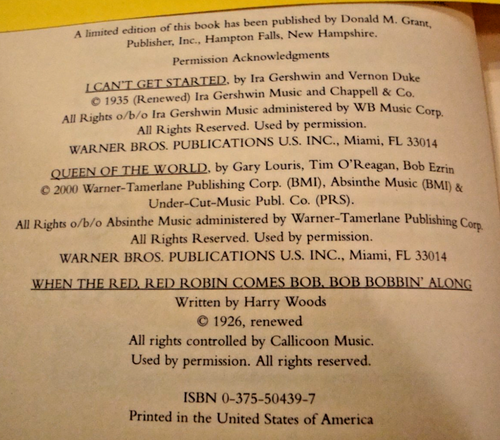 A limited edition of this book has been published by Donald M. Grant,
Publisher, Inc., Hampton Falls, New Hampshire.
Permission Acknowledgments
I CAN'T GET STARTED, by Ira Gershwin and Vernon Duke
© 1935 (Renewed) Ira Gershwin Music and Chappell & Co.
All Rights o/b/o Ira Gershwin Music administered by WB Music Corp.
All Rights Reserved. Used by permission.
WARNER BROS. PUBLICATIONS U.S. INC., Miami, FL 33014
QUEEN OF THE WORLD, by Gary Louris, Tim O'Reagan, Bob Ezrin
© 2000 Warner-Tamerlane Publishing Corp. (BMI), Absinthe Music (BMI) &
Under-Cut-Music Publ. Co. (PRS).
All Rights o/b/o Absinthe Music administered by Warner-Tamerlane Publishing Corp.
All Rights Reserved. Used by permission.
WARNER BROS. PUBLICATIONS U.S. INC., Miami, FL 33014
WHEN THE RED, RED ROBIN COMES BOB, BOB BOBBIN' ALONG
Written by Harry Woods
© 1926, renewed
All rights controlled by Callicoon Music.
Used by permission. All rights reserved.
ISBN 0-375-50439-7
Printed in the United States of America